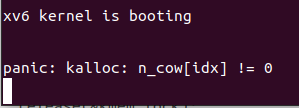 xv6 kernel is booting
panic: kalloc: n_cow[idx] != 0